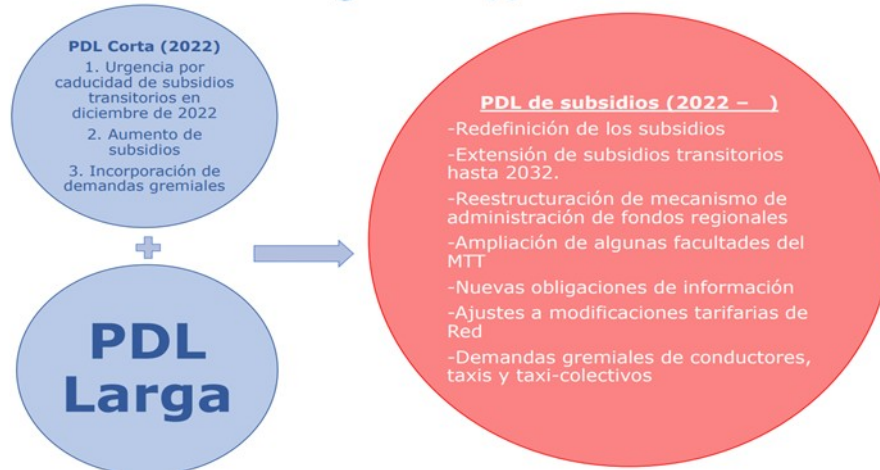 PDL Corta (2022)
1. Urgencia por
caducidad de subsidios
transitorios en
diciembre de 2022
2. Aumento de
subsidios
3. Incorporación de
demandas gremiales
PDL
Larga
PDL de subsidios (2022 –   )
-Redefinición de los subsidios
-Extensión de subsidios transitorios
hasta 2032.
-Reestructuración de mecanismo de
administración de fondos regionales
-Ampliación de algunas facultades del
MTT
-Nuevas obligaciones de información
-Ajustes a modificaciones tarifarias de
Red
-Demandas gremiales de conductores,
taxis y taxi-colectivos